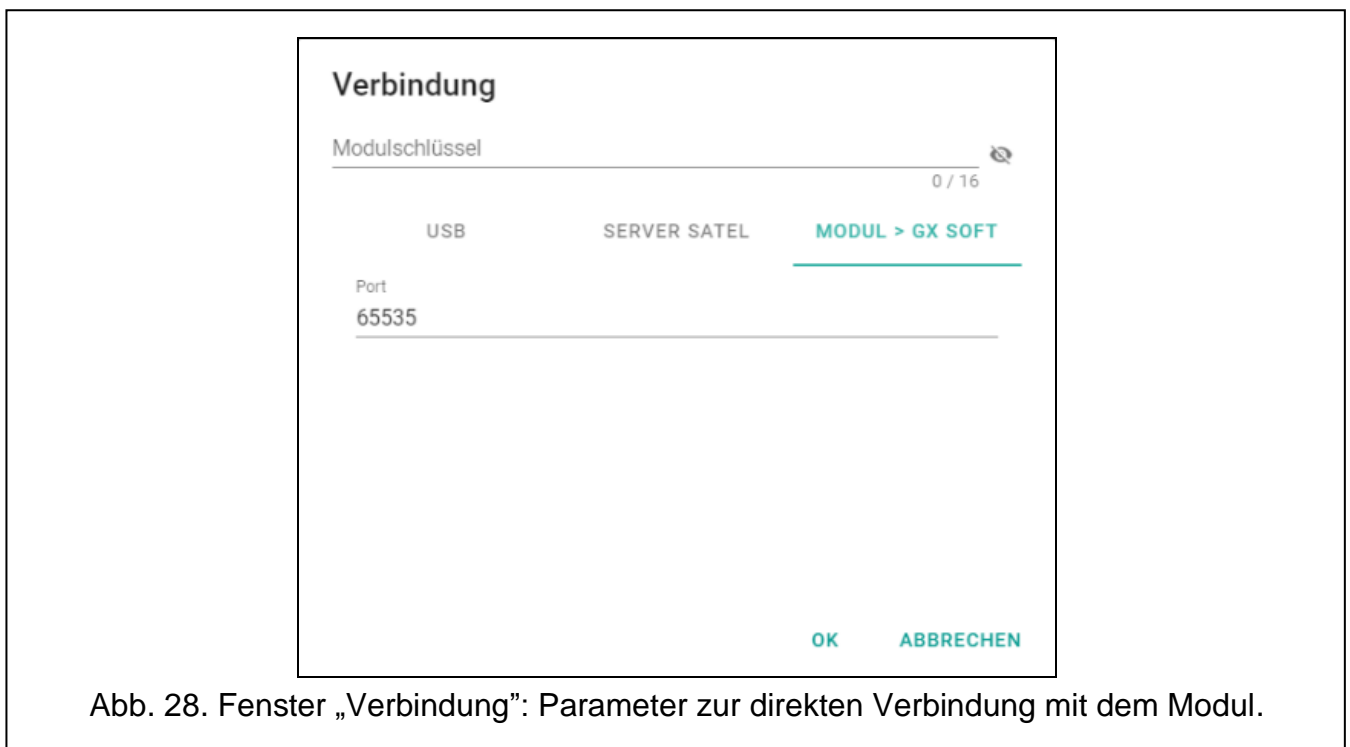 Verbindung
Modulschlüssel
0 / 16
USB SERVER SATEL MODUL > GX SOFT
Port
65535
OK ABBRECHEN
Abb. 28. Fenster „Verbindung”: Parameter zur direkten Verbindung mit dem Modul.